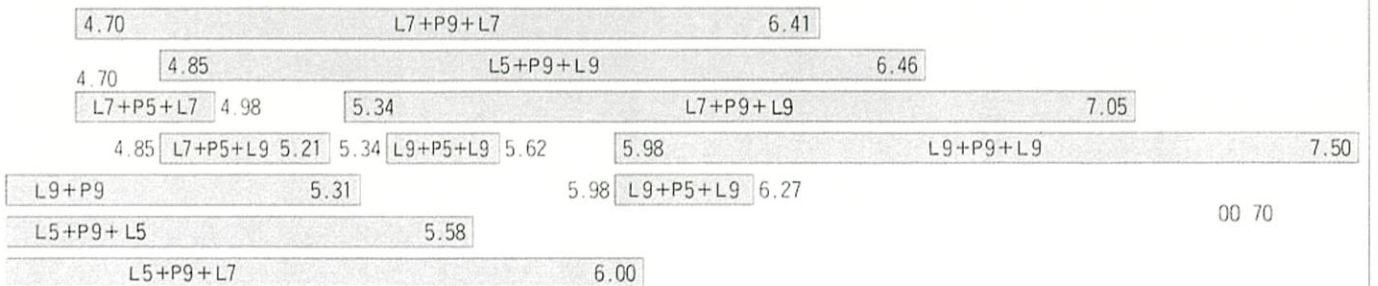 4.70 L7+P9+L7 6.41
4.85 L5+P9+L9 6.46
4.70
L7+P5+L7 4.98 5.34 L7+P9+L9 7.05
4.85 L7+P5+L9 5.21 5.34 L9+P5+L9 5.62 5.98 L9+P9+L9 7.50
L9+P9 5.31 5.98 L9+P5+L9 6.27
00 70
L5+P9+L5 5.58
L5+P9+L7 6.00